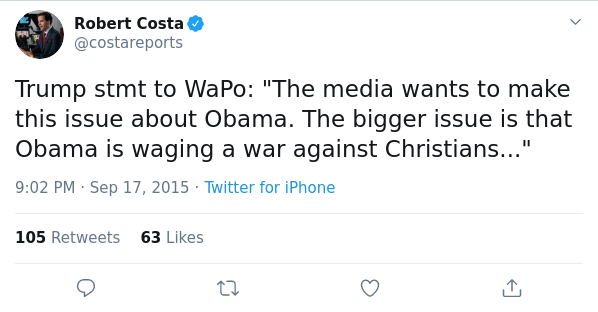 Robert Costa
@costareports
Trump stmt to WaPo: "The media wants to make
this issue about Obama. The bigger issue is that
Obama is waging a war against Christians..."
9:02 PM · Sep 17, 2015 · Twitter for iPhone
105 Retweets 63 Likes